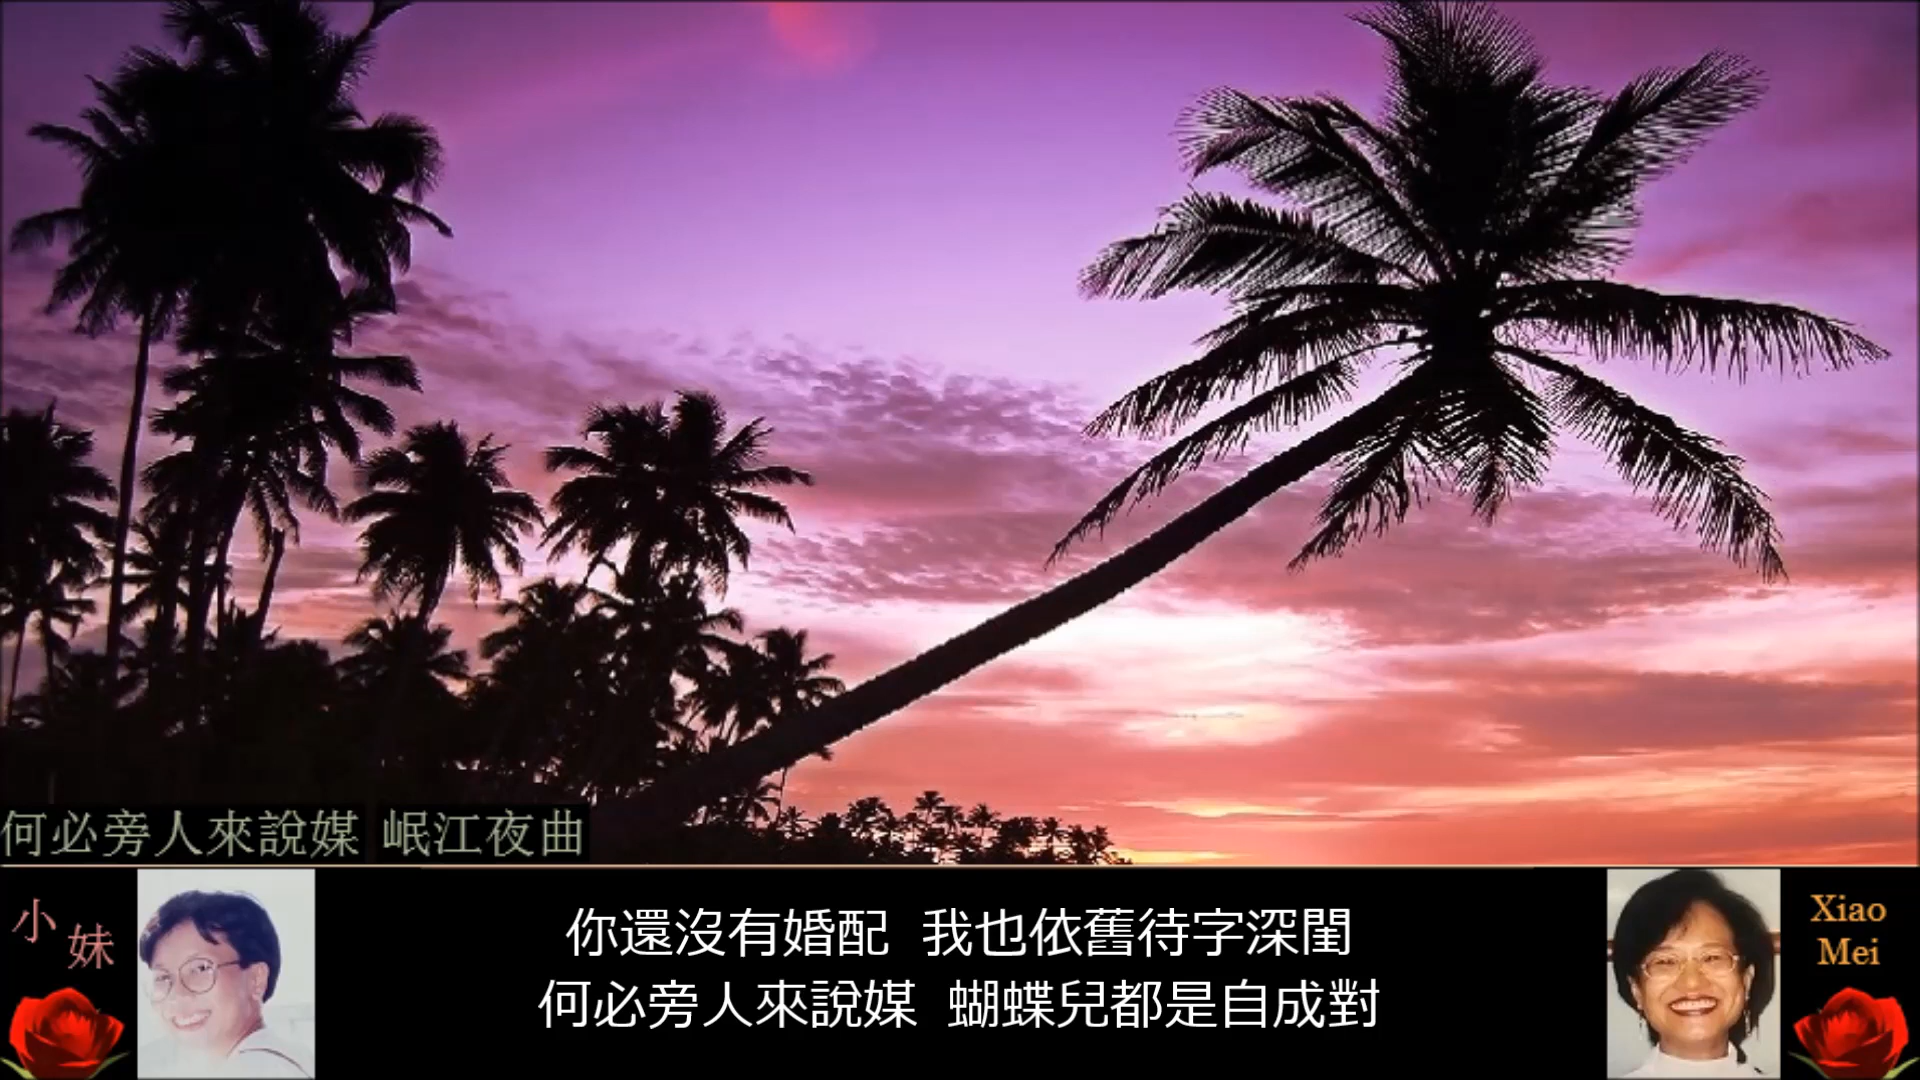 何必旁人來說媒 岷江夜曲
小妹
你還沒有婚配 我也依舊待字深閨
何必旁人來說媒 蝴蝶兒都是自成對
Xiao
Mei